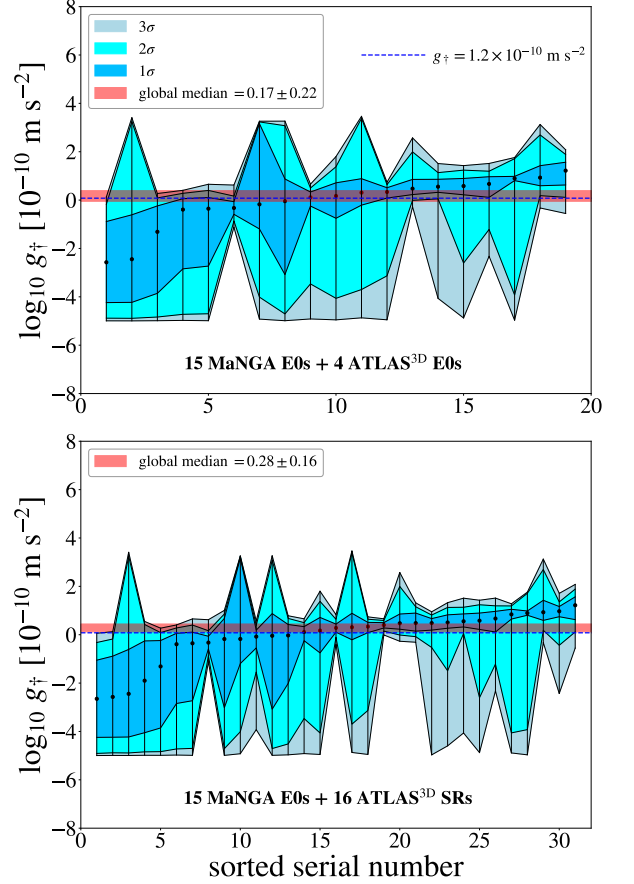 3σ
2σ
1σ
global median = 0.17 ± 0.22
g† = 1.2 × 10⁻¹⁰ m s⁻²
log₁₀ g† [10⁻¹⁰ m s⁻²]
8
6
4
2
0
−2
−4
−6
−8
15 MaNGA E0s + 4 ATLAS³ᴰ E0s
0 5 10 15 20
global median = 0.28 ± 0.16
log₁₀ g† [10⁻¹⁰ m s⁻²]
8
6
4
2
0
−2
−4
−6
−8
15 MaNGA E0s + 16 ATLAS³ᴰ SRs
0 5 10 15 20 25 30
sorted serial number